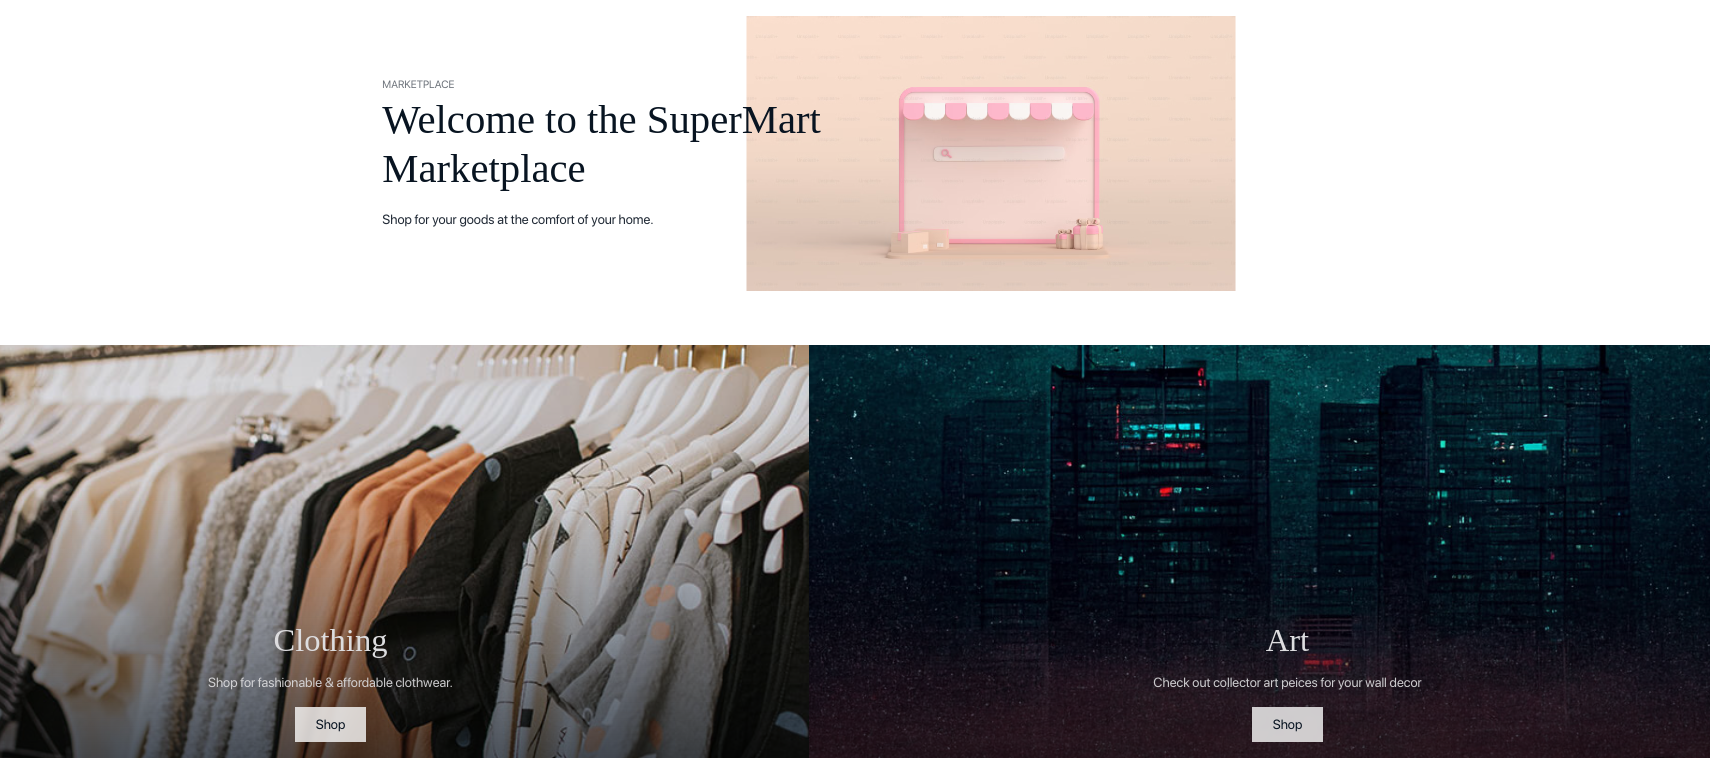 MARKETPLACE
Welcome to the SuperMart
Marketplace
Shop for your goods at the comfort of your home.
Clothing
Shop for fashionable & affordable clothwear.
Shop
Art
Check out collector art peices for your wall decor
Shop